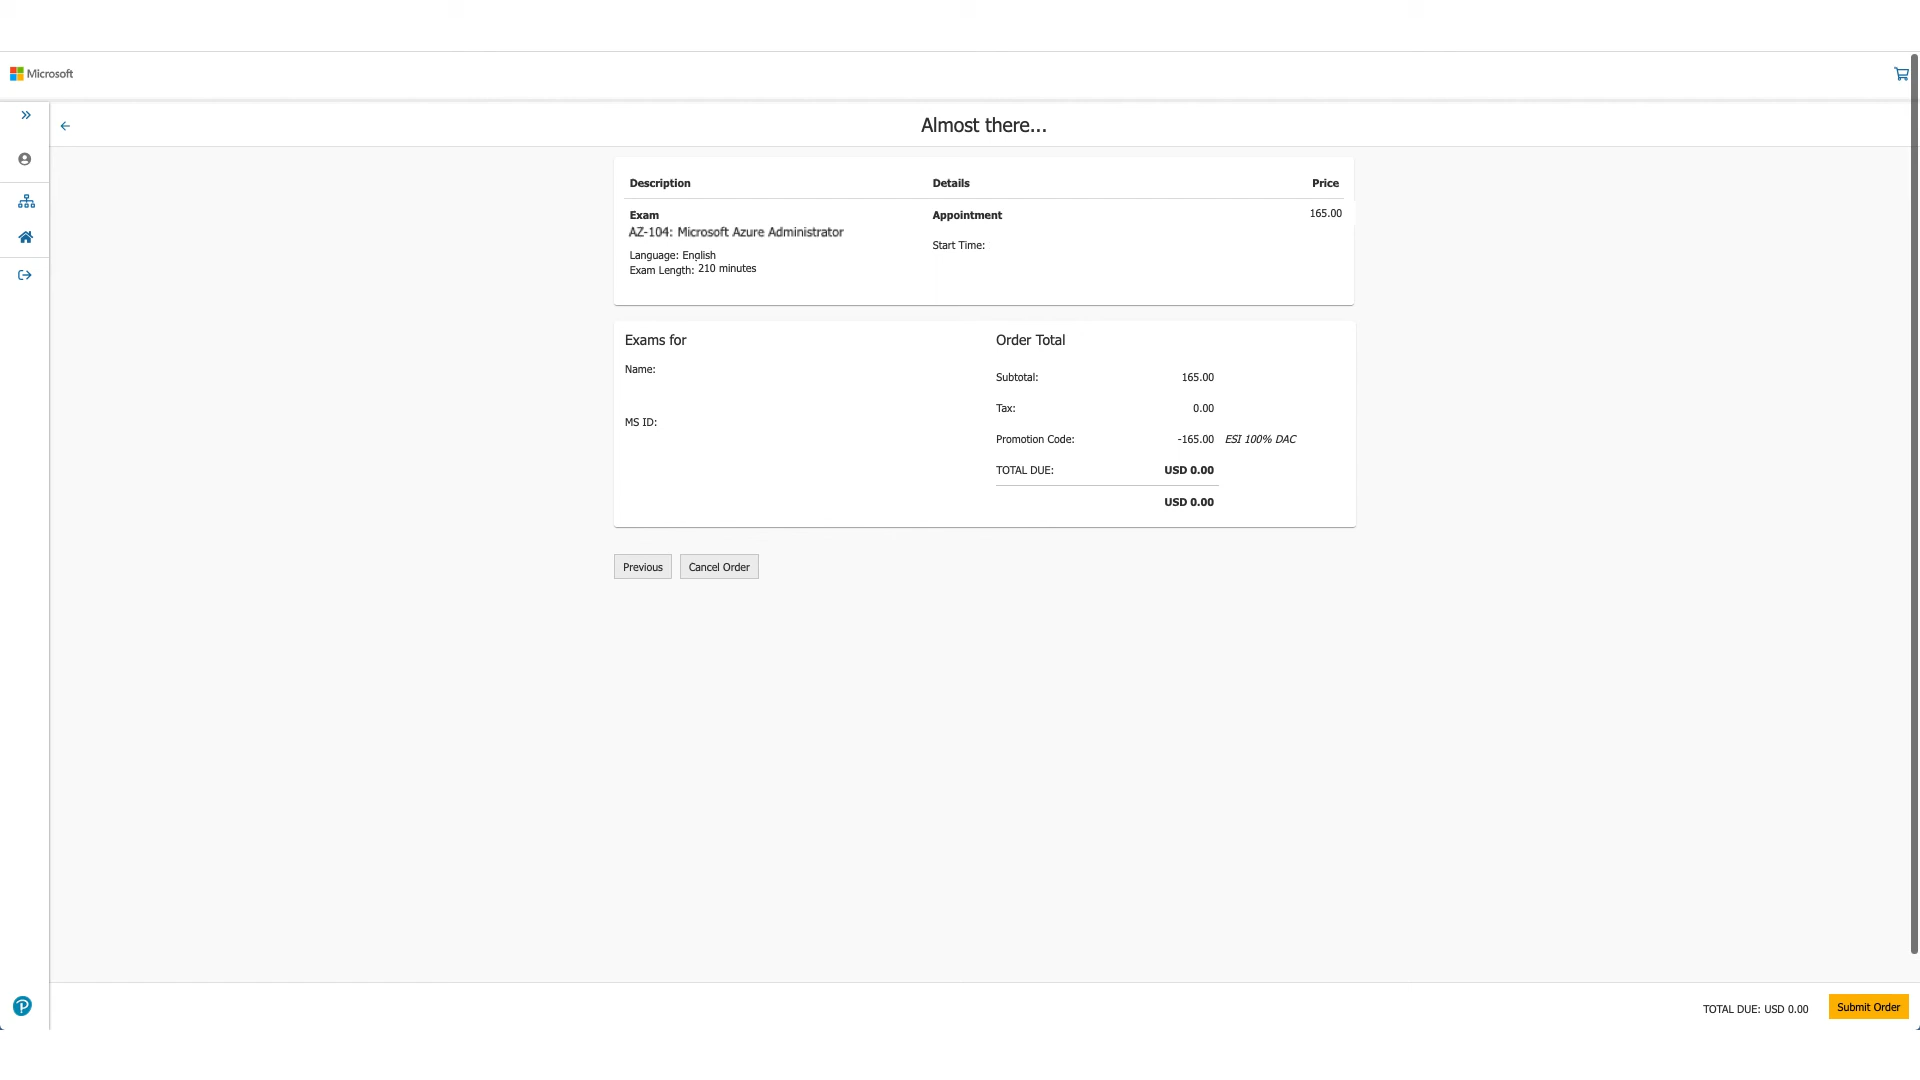 Microsoft
Almost there...
Description Details Price
Exam Appointment 165.00
AZ-104: Microsoft Azure Administrator
Start Time:
Language: English
Exam Length: 210 minutes
Exams for
Name:
MS ID:
Order Total
Subtotal: 165.00
Tax: 0.00
Promotion Code: -165.00 ESI 100% DAC
TOTAL DUE: USD 0.00
USD 0.00
Previous Cancel Order
TOTAL DUE: USD 0.00 Submit Order